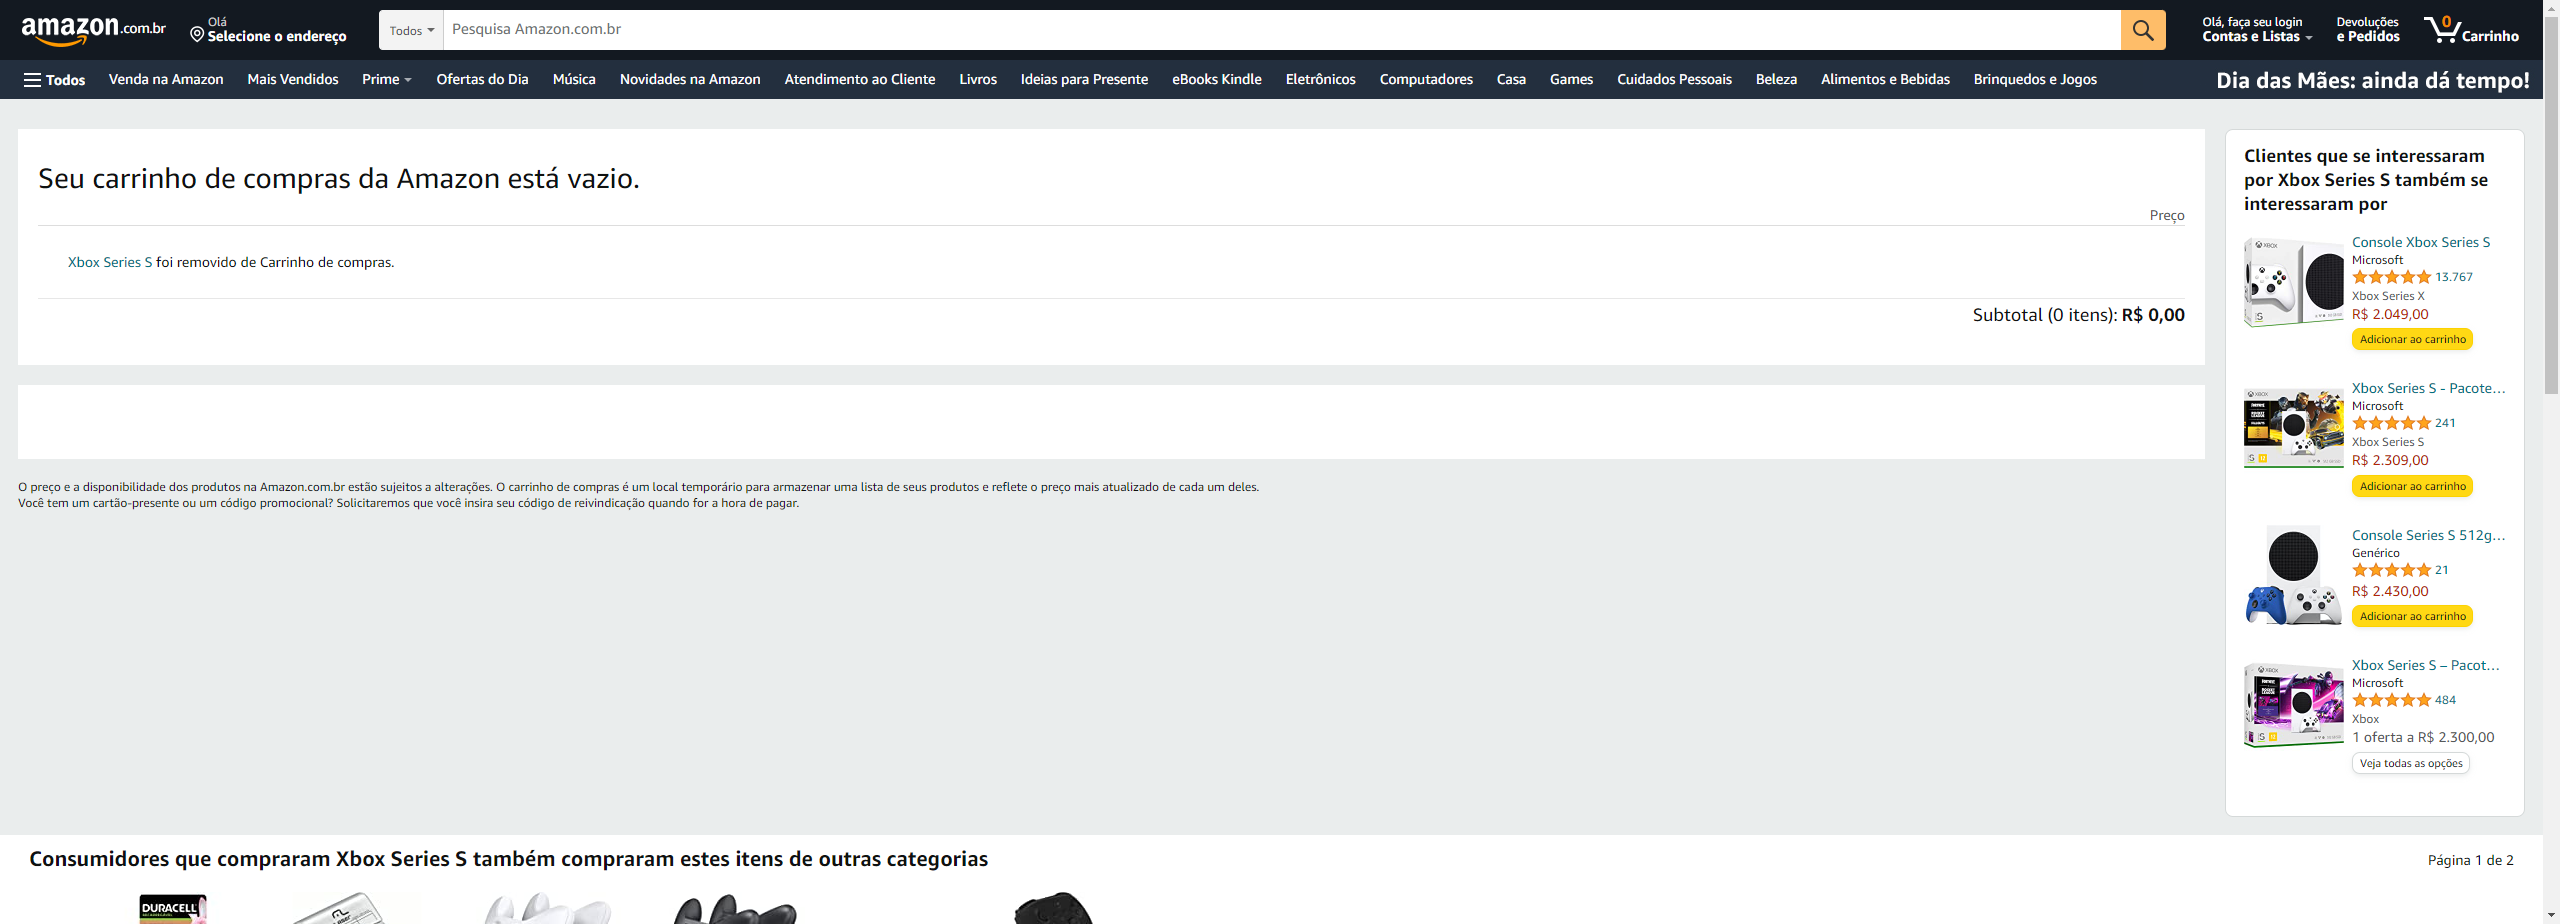 amazon.com.br
Olá
Selecione o endereço
Todos
Pesquisa Amazon.com.br
Olá, faça seu login
Contas e Listas
Devoluções
e Pedidos
0
Carrinho
Todos
Venda na Amazon
Mais Vendidos
Prime
Ofertas do Dia
Música
Novidades na Amazon
Atendimento ao Cliente
Livros
Ideias para Presente
eBooks Kindle
Eletrônicos
Computadores
Casa
Games
Cuidados Pessoais
Beleza
Alimentos e Bebidas
Brinquedos e Jogos
Dia das Mães: ainda dá tempo!
Seu carrinho de compras da Amazon está vazio.
Preço
Xbox Series S foi removido de Carrinho de compras.
Subtotal (0 itens): R$ 0,00
O preço e a disponibilidade dos produtos na Amazon.com.br estão sujeitos a alterações. O carrinho de compras é um local temporário para armazenar uma lista de seus produtos e reflete o preço mais atualizado de cada um deles.
Você tem um cartão-presente ou um código promocional? Solicitaremos que você insira seu código de reivindicação quando for a hora de pagar.
Clientes que se interessaram
por Xbox Series S também se
interessaram por
Console Xbox Series S
Microsoft
13.767
Xbox Series X
R$ 2.049,00
Adicionar ao carrinho
Xbox Series S - Pacote…
Microsoft
241
Xbox Series S
R$ 2.309,00
Adicionar ao carrinho
Console Series S 512g…
Genérico
21
R$ 2.430,00
Adicionar ao carrinho
Xbox Series S – Pacot…
Microsoft
484
Xbox
1 oferta a R$ 2.300,00
Veja todas as opções
Consumidores que compraram Xbox Series S também compraram estes itens de outras categorias
Página 1 de 2
DURACELL